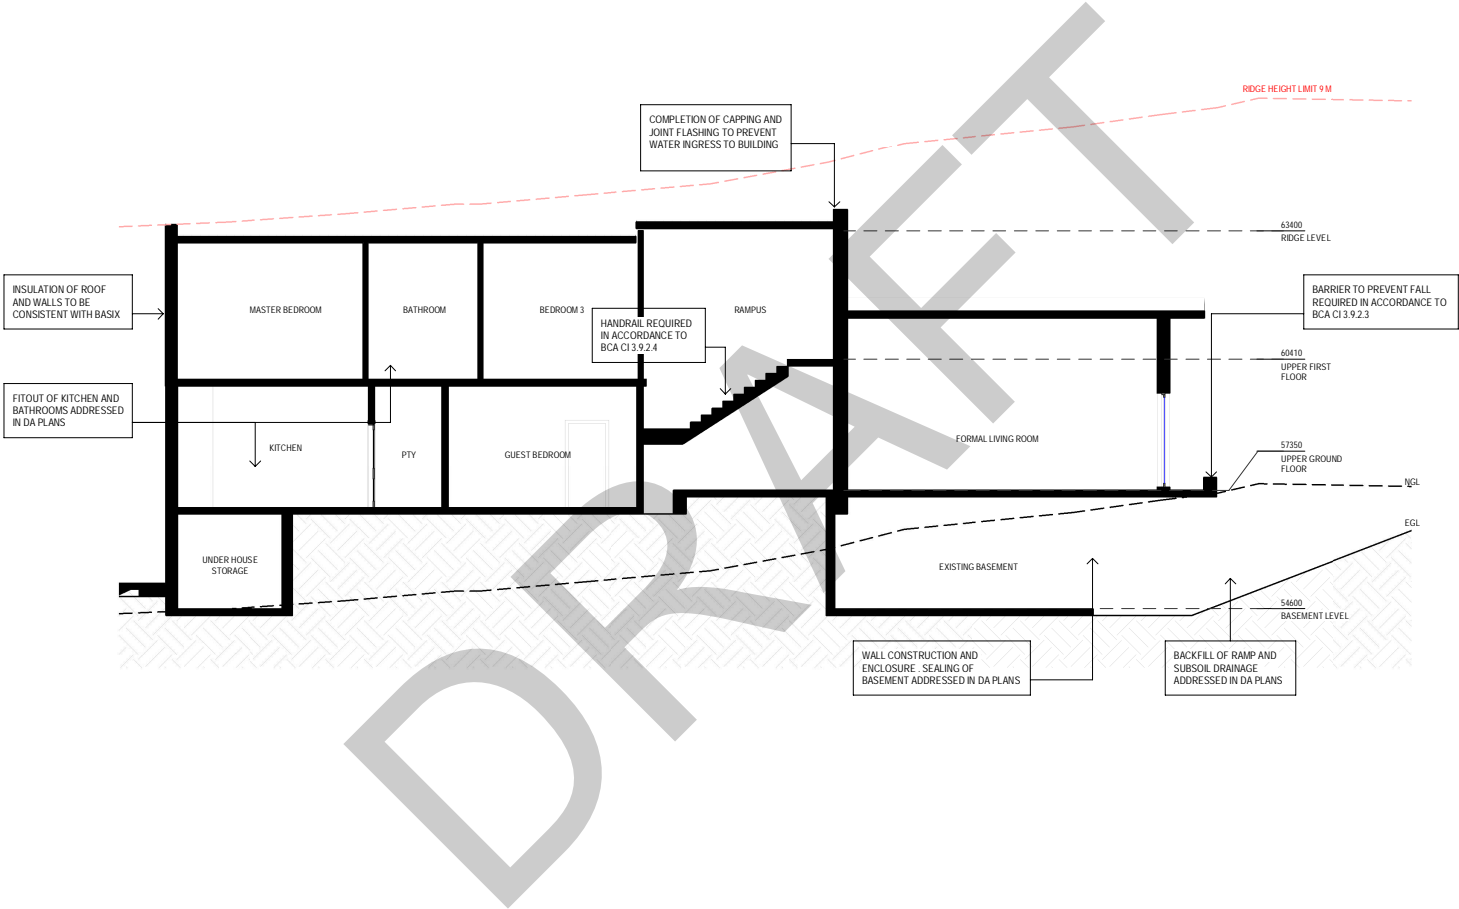 RIDGE HEIGHT LIMIT 9 M
COMPLETION OF CAPPING AND
JOINT FLASHING TO PREVENT
WATER INGRESS TO BUILDING
63400
RIDGE LEVEL
INSULATION OF ROOF
AND WALLS TO BE
CONSISTENT WITH BASIX
MASTER BEDROOM
BATHROOM
BEDROOM 3
RAMPUS
HANDRAIL REQUIRED
IN ACCORDANCE TO
BCA CI 3.9.2.4
BARRIER TO PREVENT FALL
REQUIRED IN ACCORDANCE TO
BCA CI 3.9.2.3
60410
UPPER FIRST
FLOOR
FITOUT OF KITCHEN AND
BATHROOMS ADDRESSED
IN DA PLANS
KITCHEN
PTY
GUEST BEDROOM
FORMAL LIVING ROOM
57350
UPPER GROUND
FLOOR
NGL
EGL
UNDER HOUSE
STORAGE
EXISTING BASEMENT
54600
BASEMENT LEVEL
WALL CONSTRUCTION AND
ENCLOSURE . SEALING OF
BASEMENT ADDRESSED IN DA PLANS
BACKFILL OF RAMP AND
SUBSOIL DRAINAGE
ADDRESSED IN DA PLANS
DRAFT